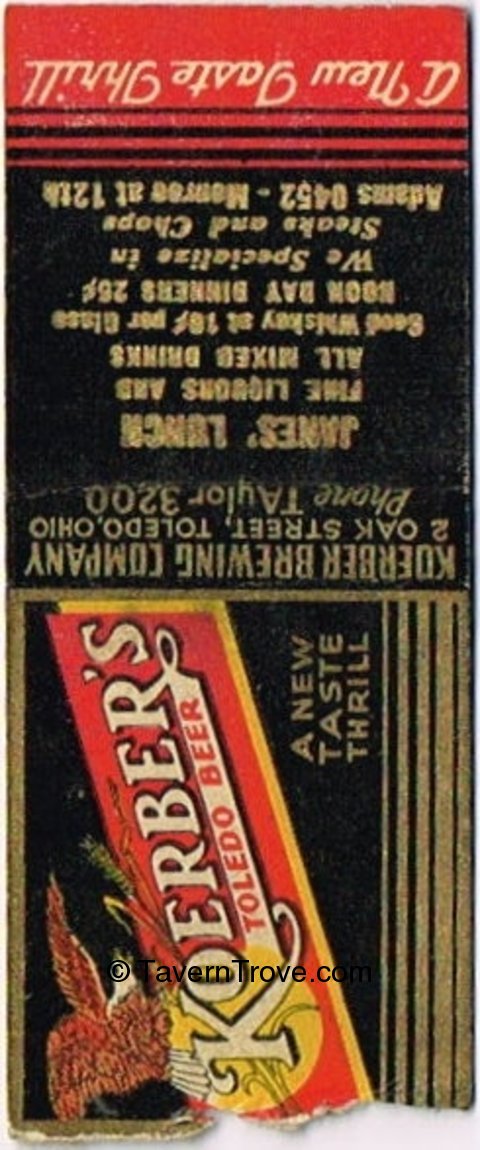 KOERBER BREWING COMPANY
2 OAK STREET, TOLEDO, OHIO
Phone TAylor 3200
JANES' LUNCH
FINE LIQUORS AND
ALL MIXED DRINKS
Good Whiskey at 10¢ per Glass
NOON DAY DINNERS 25¢
We Specialize in
Steaks and Chops
Adams 0452 - Monroe at 12th
A New Taste Thrill
KOERBER'S
TOLEDO BEER
A NEW
TASTE
THRILL
© TavernTrove.com